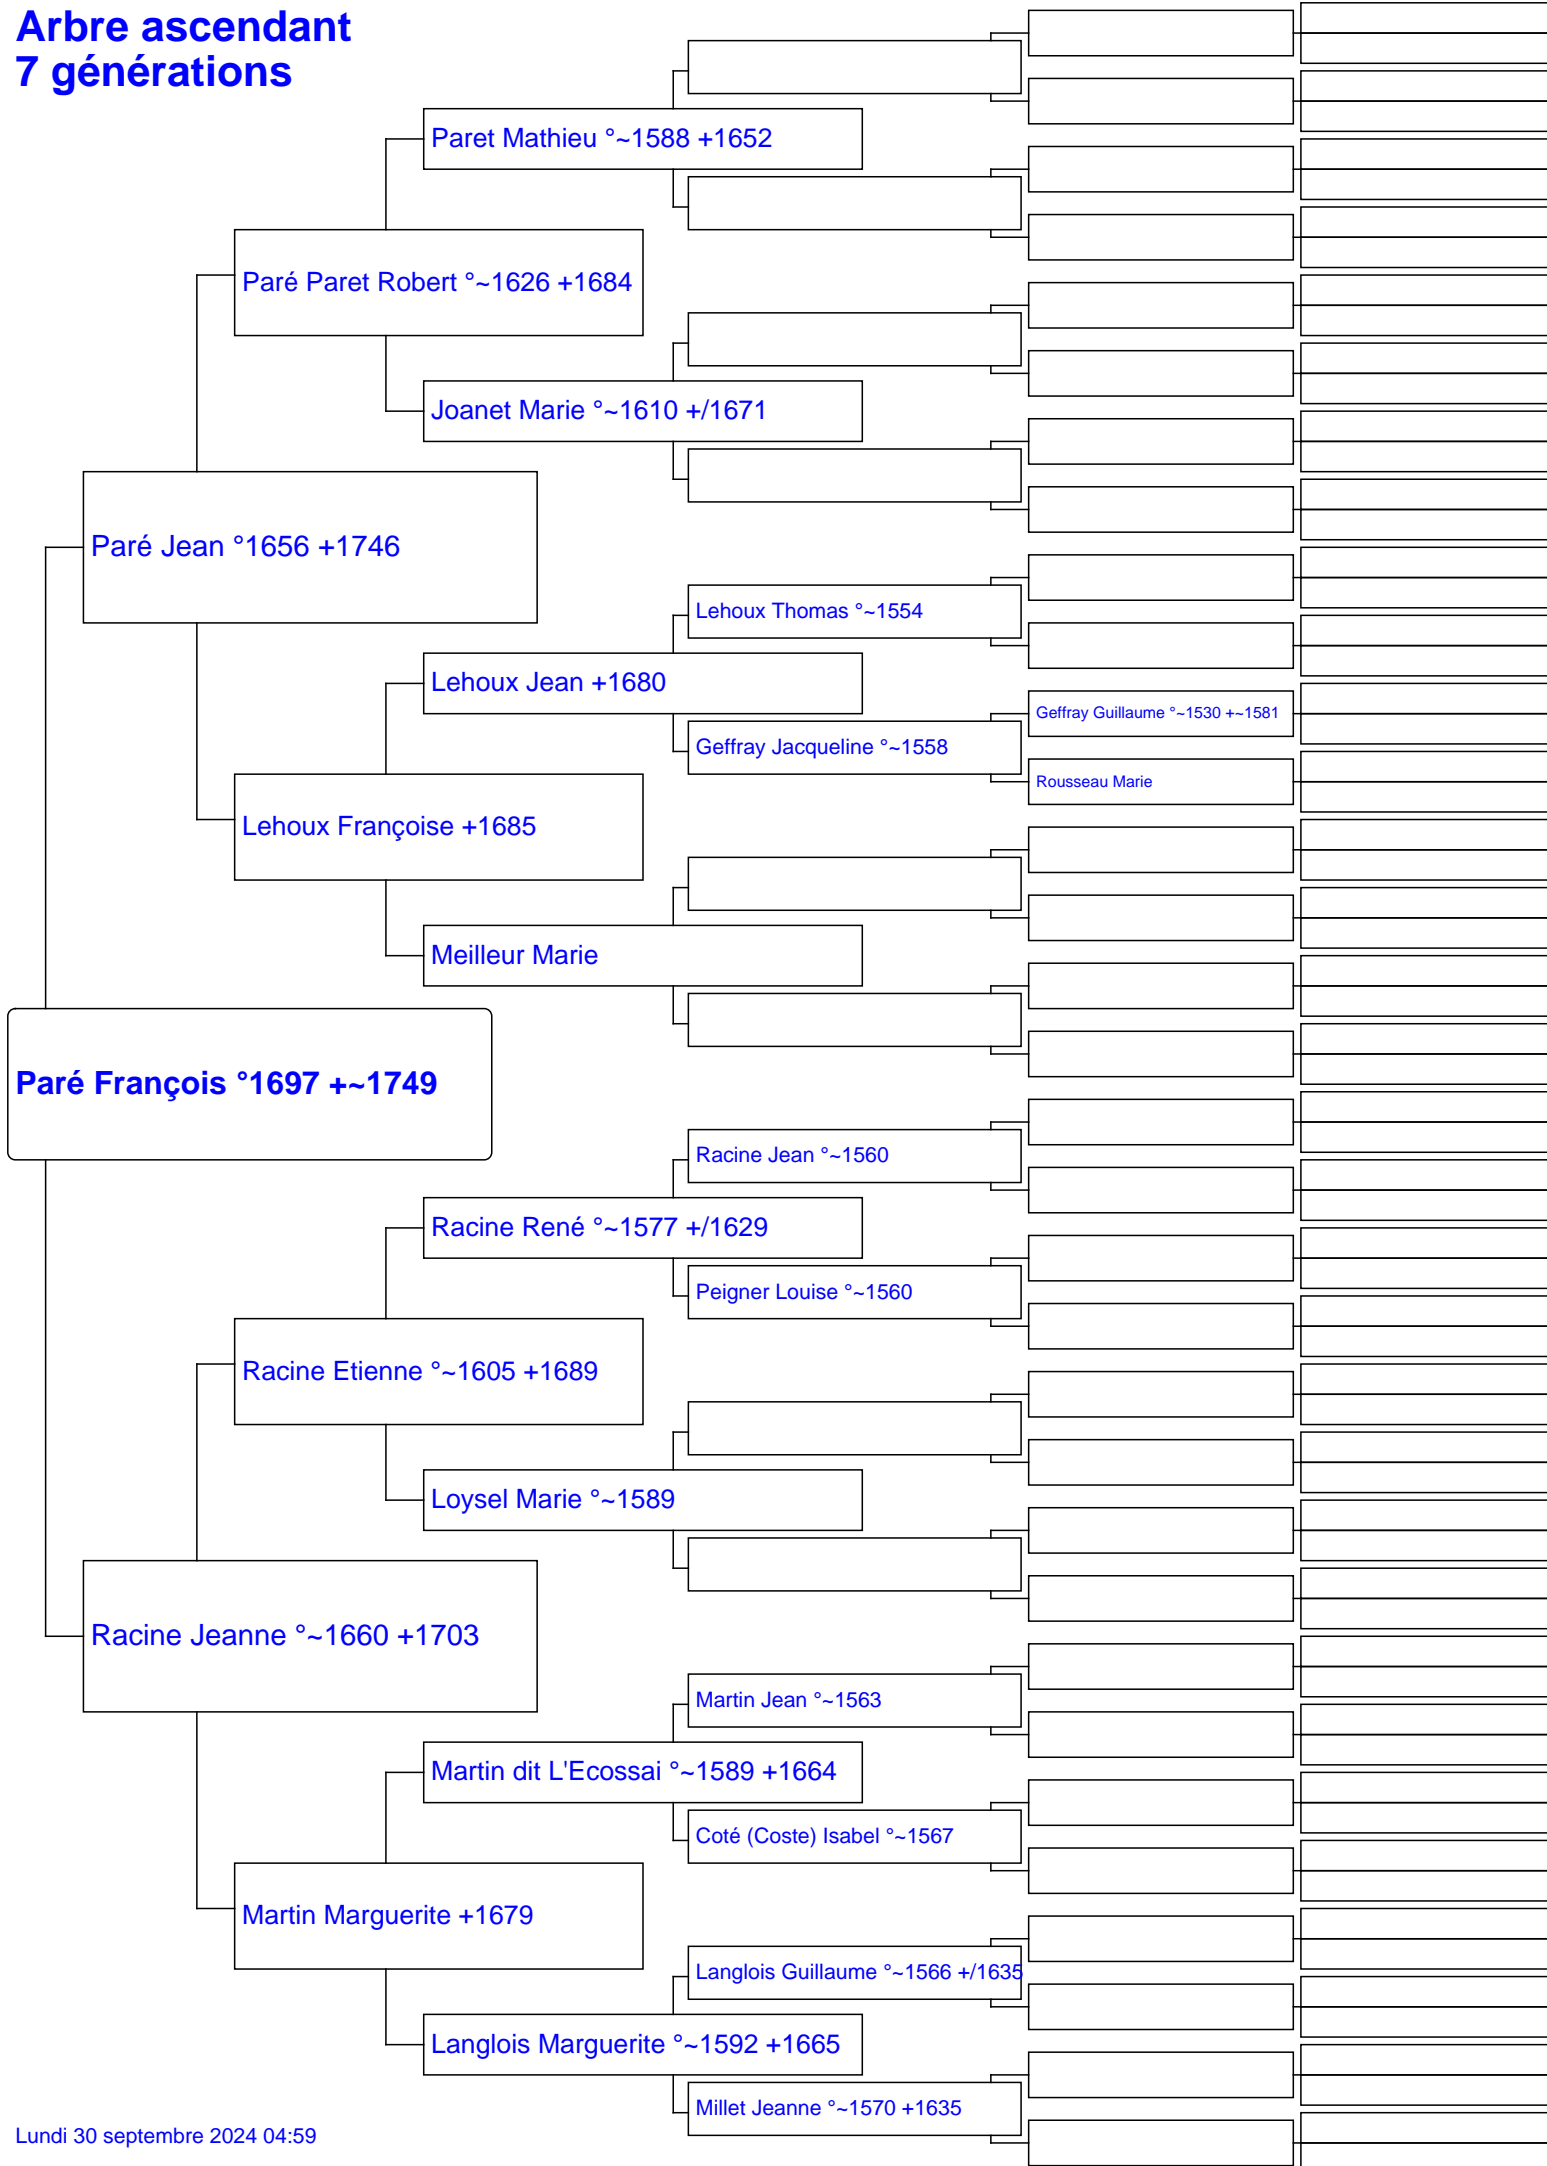 Arbre ascendant
7 générations
Paret Mathieu °~1588 +1652
Paré Paret Robert °~1626 +1684
Joanet Marie °~1610 +/1671
Paré Jean °1656 +1746
Lehoux Thomas °~1554
Lehoux Jean +1680
Geffray Guillaume °~1530 +~1581
Geffray Jacqueline °~1558
Rousseau Marie
Lehoux Françoise +1685
Meilleur Marie
Paré François °1697 +~1749
Racine Jean °~1560
Racine René °~1577 +/1629
Peigner Louise °~1560
Racine Etienne °~1605 +1689
Loysel Marie °~1589
Racine Jeanne °~1660 +1703
Martin Jean °~1563
Martin dit L'Ecossai °~1589 +1664
Coté (Coste) Isabel °~1567
Martin Marguerite +1679
Langlois Guillaume °~1566 +/1635
Langlois Marguerite °~1592 +1665
Millet Jeanne °~1570 +1635
Lundi 30 septembre 2024 04:59